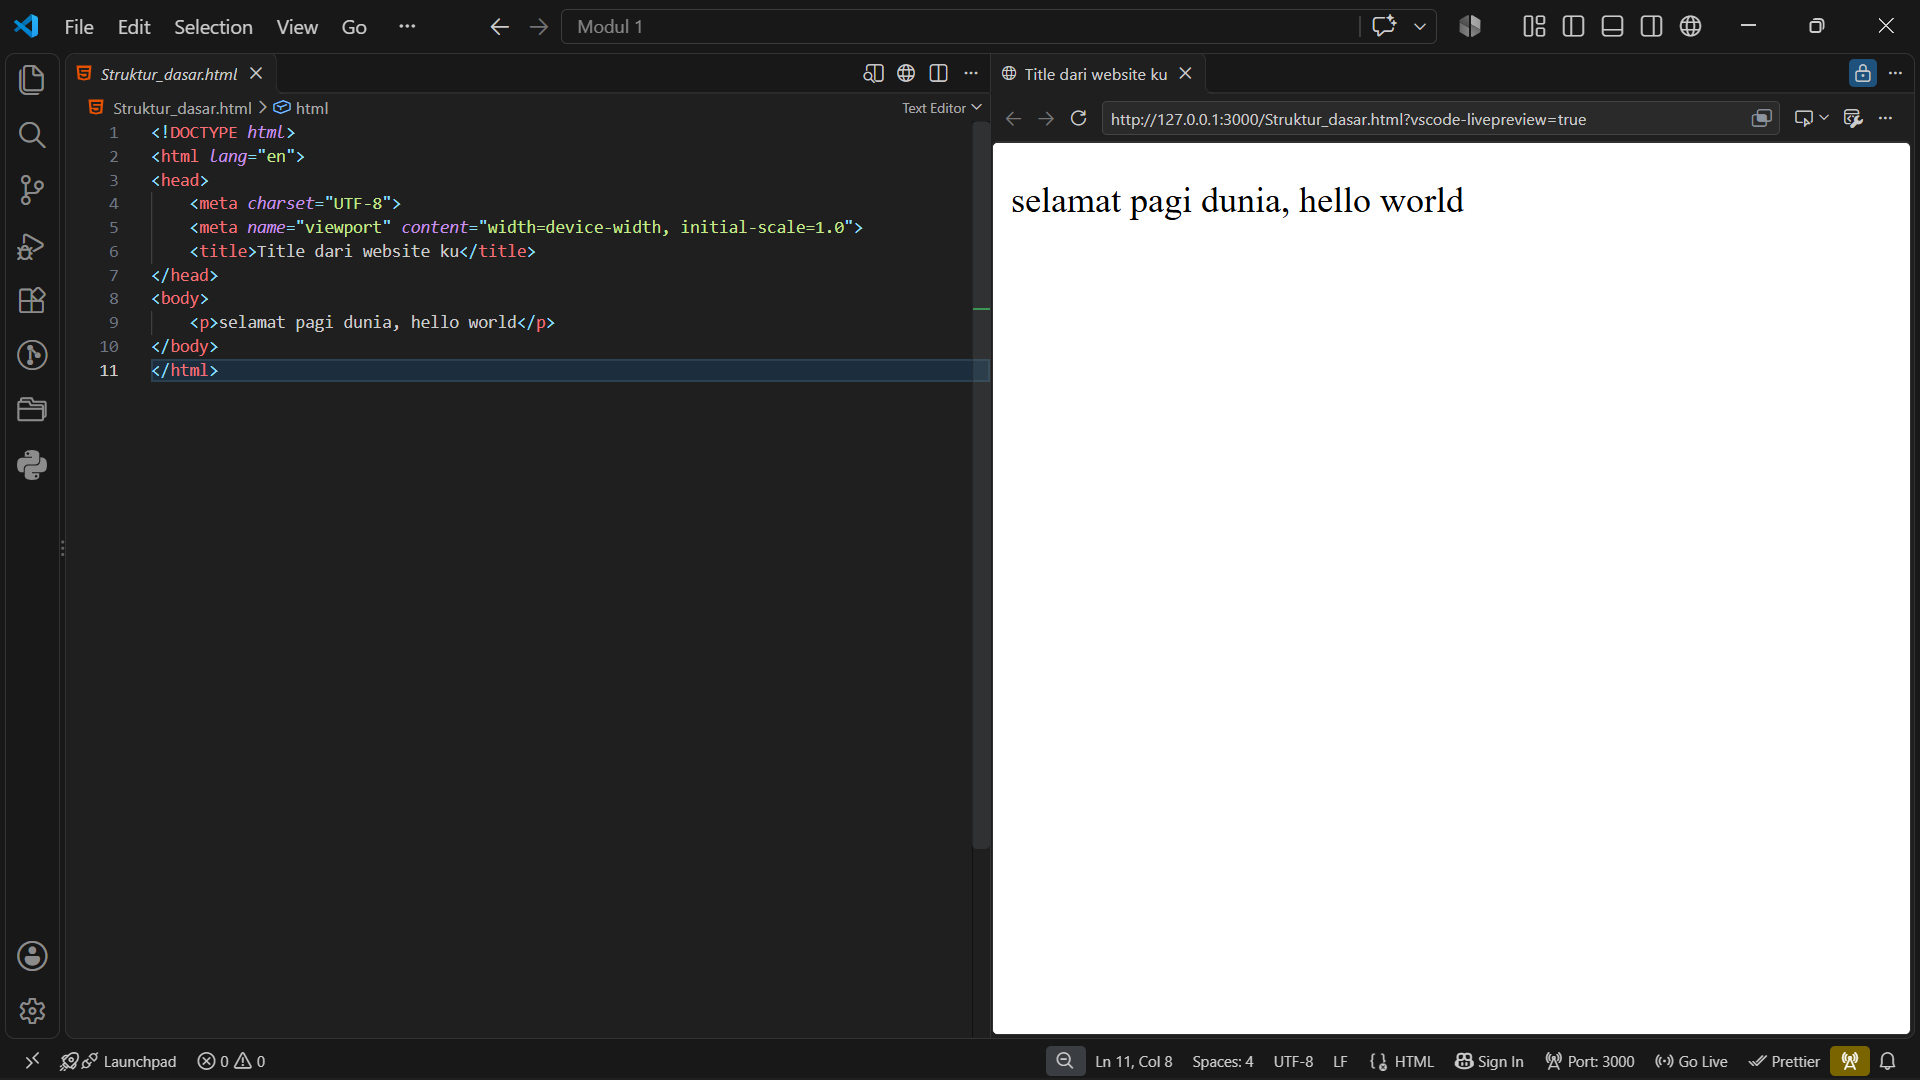 File Edit Selection View Go Modul 1
Struktur_dasar.html
Struktur_dasar.html > html Text Editor
1 <!DOCTYPE html>
2 <html lang="en">
3 <head>
4 <meta charset="UTF-8">
5 <meta name="viewport" content="width=device-width, initial-scale=1.0">
6 <title>Title dari website ku</title>
7 </head>
8 <body>
9 <p>selamat pagi dunia, hello world</p>
10 </body>
11 </html>
Title dari website ku
http://127.0.0.1:3000/Struktur_dasar.html?vscode-livepreview=true
selamat pagi dunia, hello world
Launchpad 0 0 Ln 11, Col 8 Spaces: 4 UTF-8 LF HTML Sign In Port: 3000 Go Live Prettier